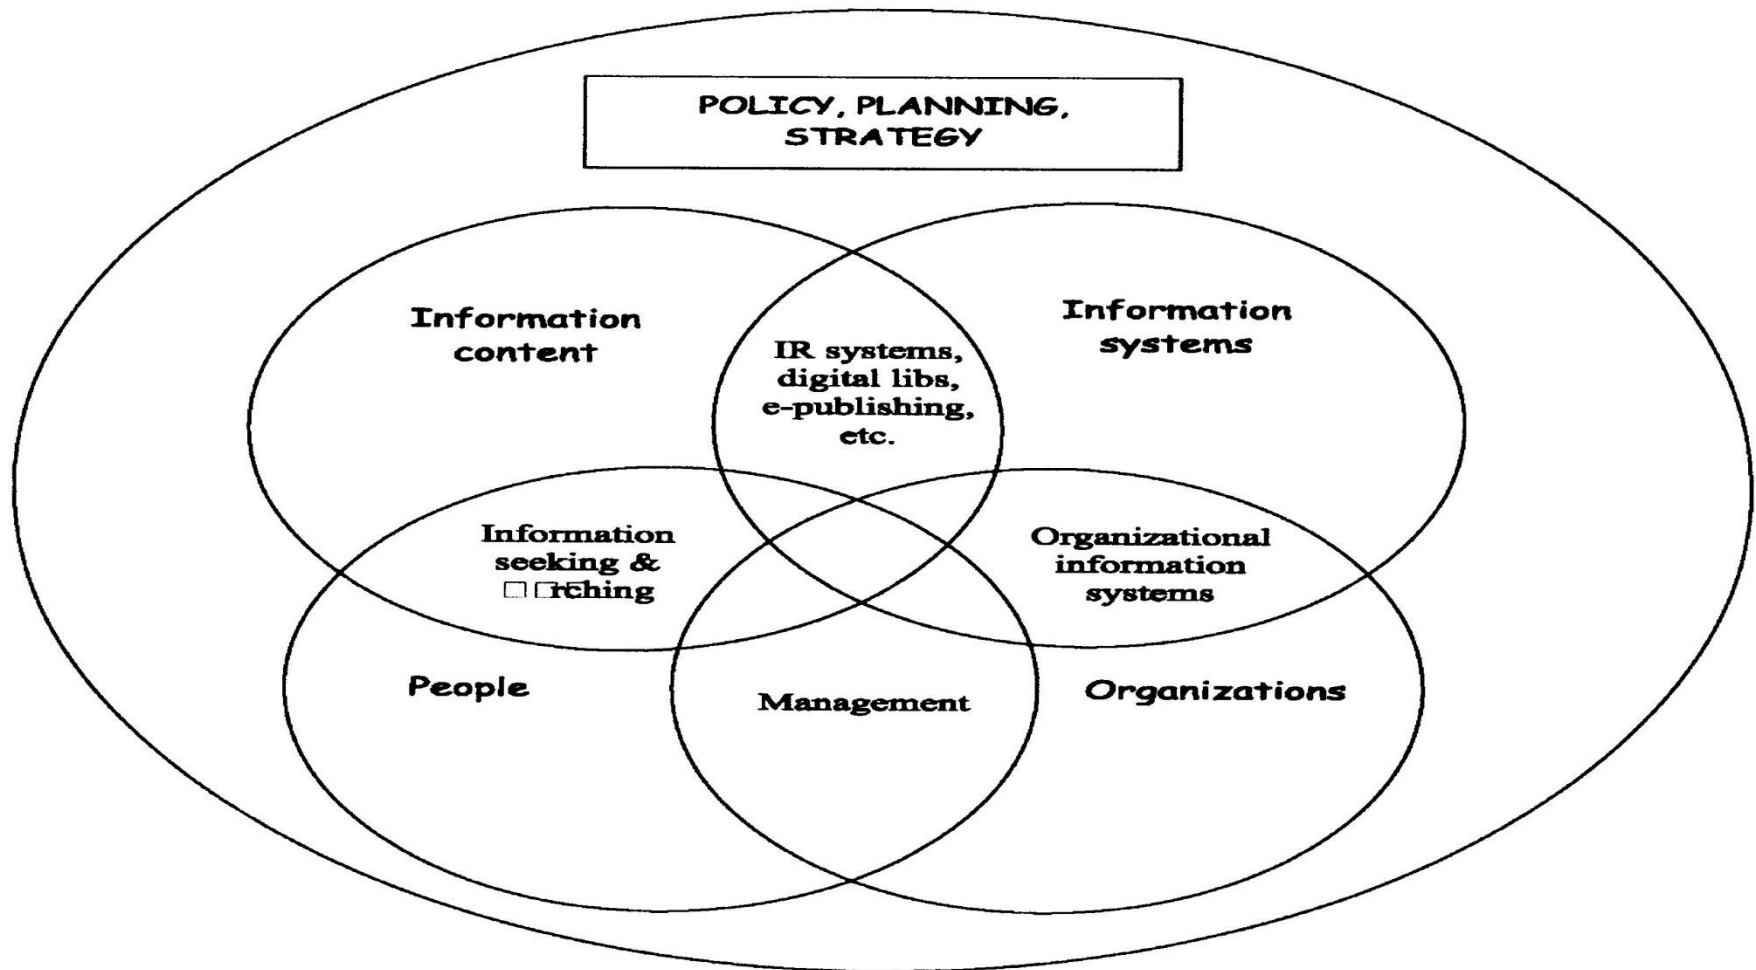 POLICY, PLANNING,
STRATEGY
Information
content
Information
systems
IR systems,
digital libs,
e-publishing,
etc.
Information
seeking &
Organizational
information
systems
People
Management
Organizations